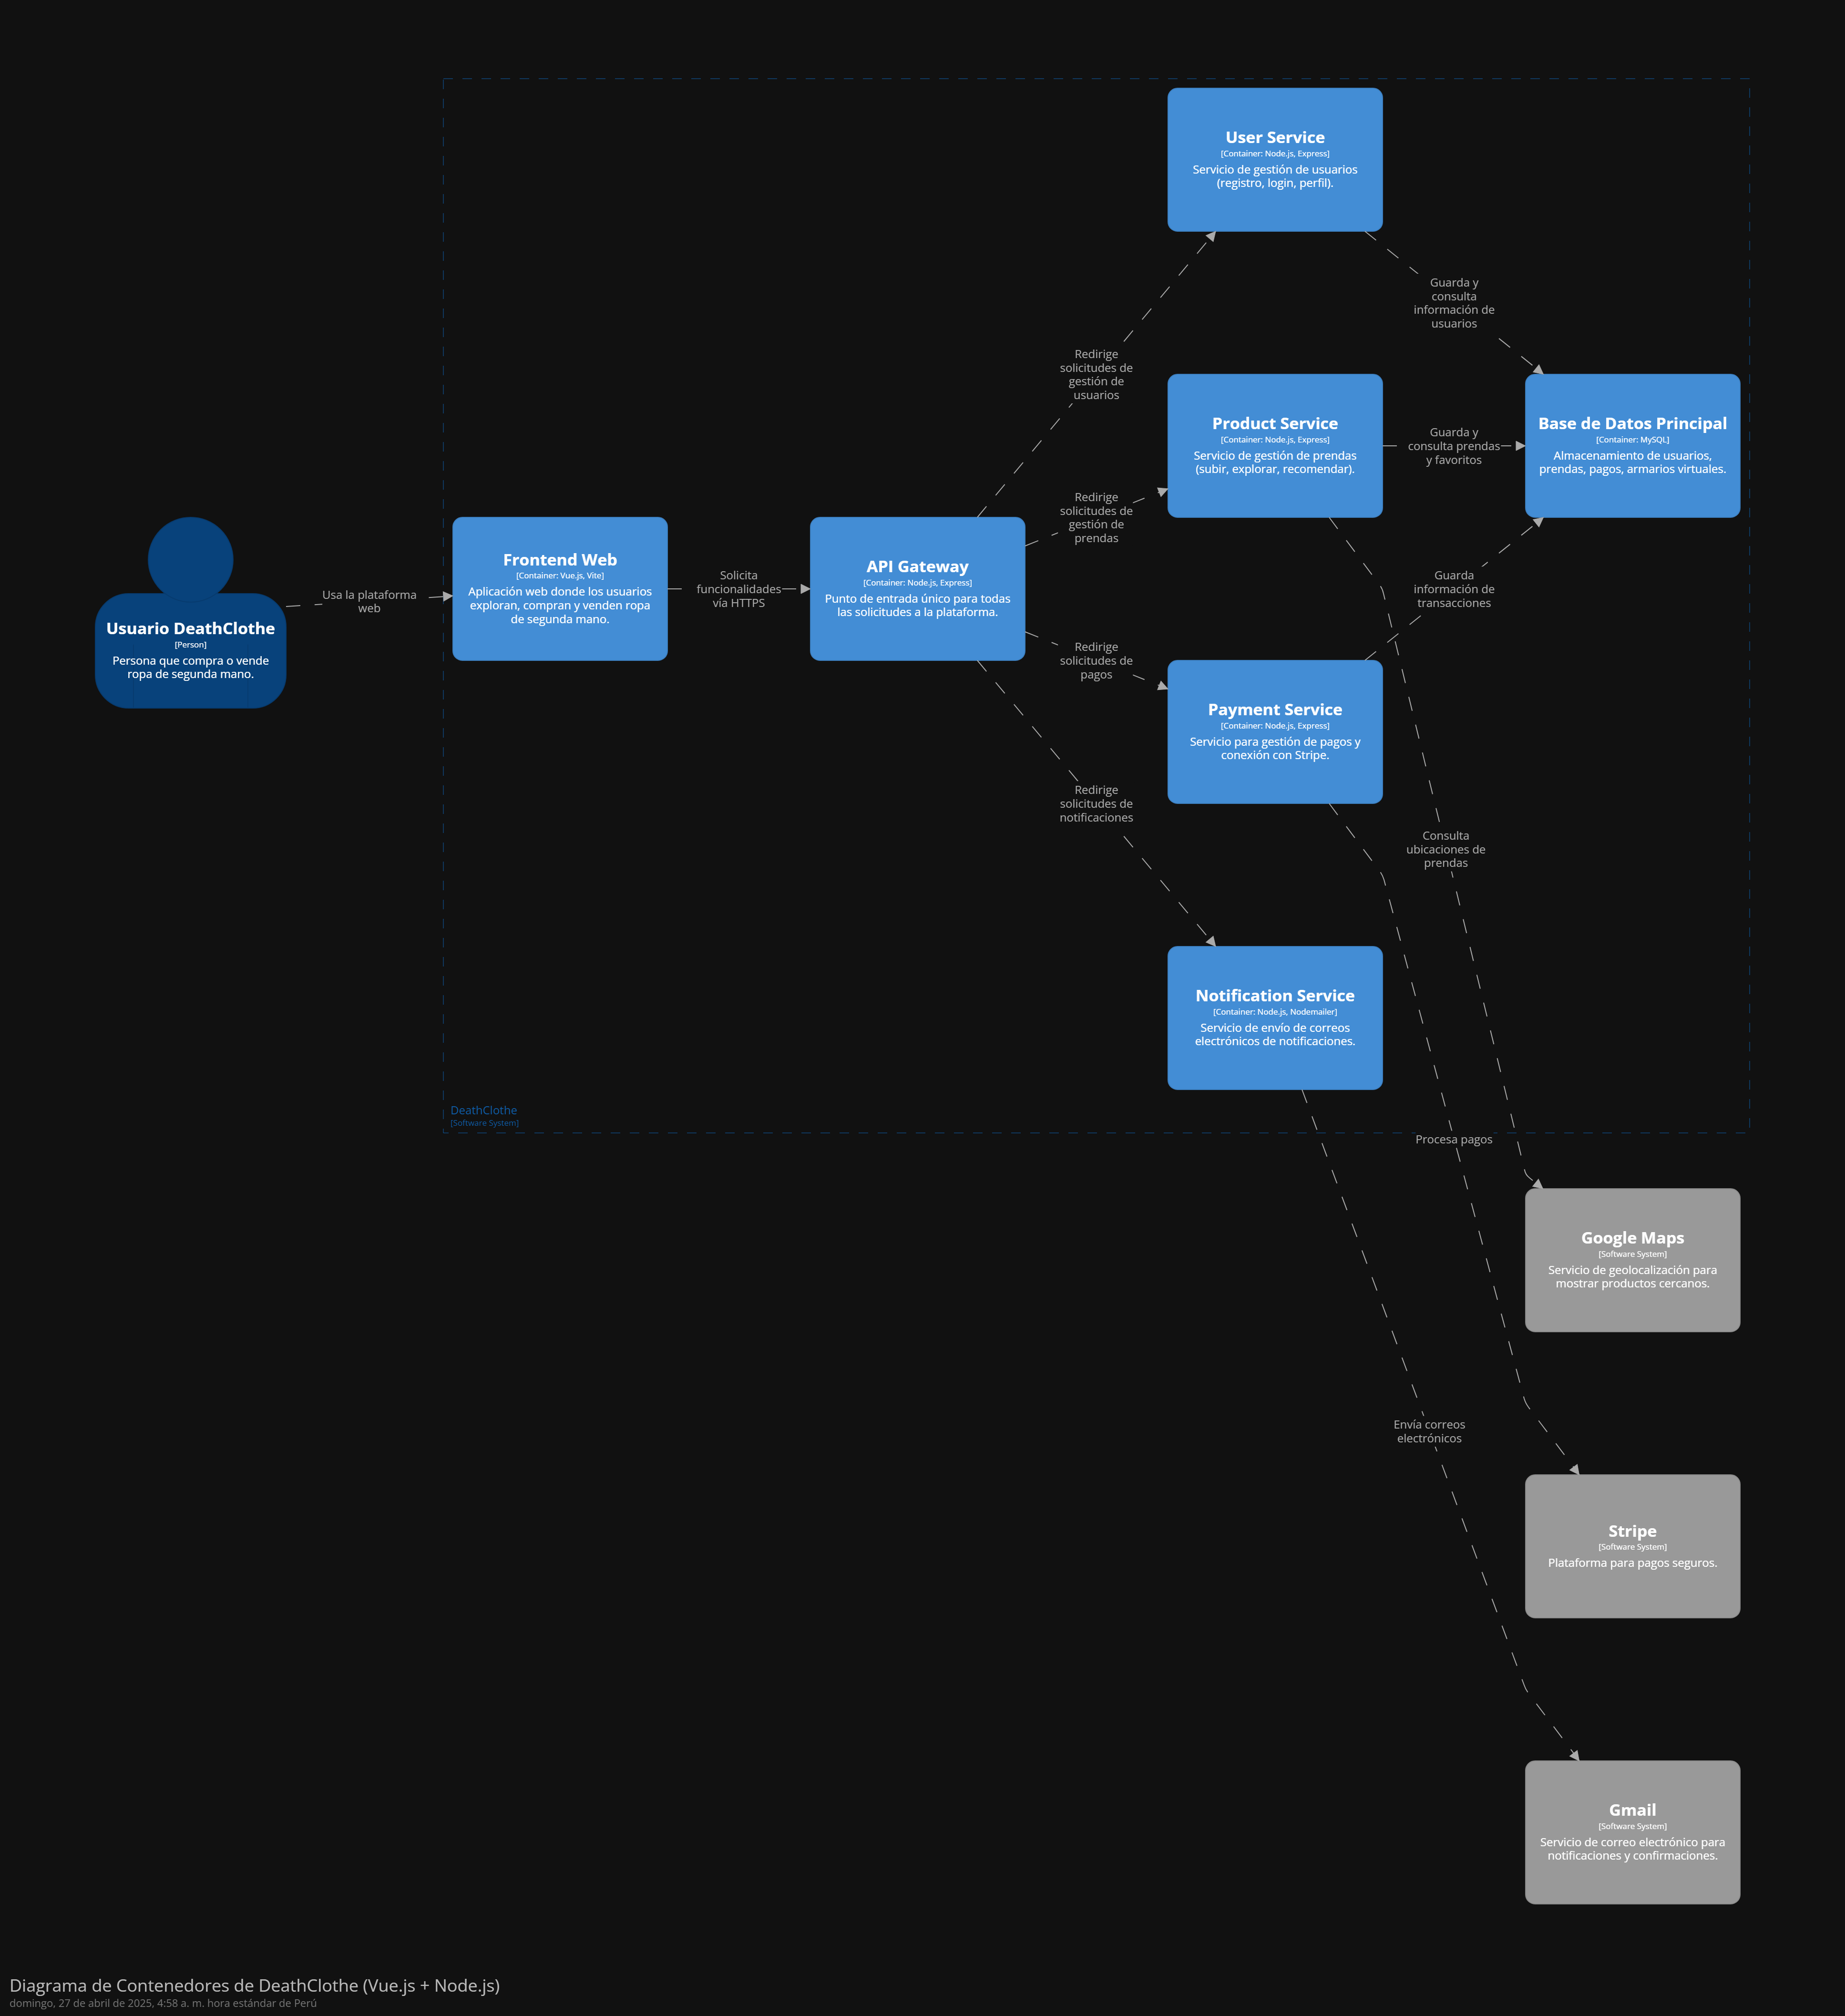 User Service
[Container: Node.js, Express]
Servicio de gestión de usuarios
(registro, login, perfil).
Guarda y
consulta
información de
usuarios
Redirige
solicitudes de
gestión de
usuarios
Product Service
[Container: Node.js, Express]
Servicio de gestión de prendas
(subir, explorar, recomendar).
Guarda y
consulta prendas
y favoritos
Base de Datos Principal
[Container: MySQL]
Almacenamiento de usuarios,
prendas, pagos, armarios virtuales.
Redirige
solicitudes de
gestión de
prendas
Usuario DeathClothe
[Person]
Persona que compra o vende
ropa de segunda mano.
Usa la plataforma
web
Frontend Web
[Container: Vue.js, Vite]
Aplicación web donde los usuarios
exploran, compran y venden ropa
de segunda mano.
Solicita
funcionalidades
vía HTTPS
API Gateway
[Container: Node.js, Express]
Punto de entrada único para todas
las solicitudes a la plataforma.
Guarda
información de
transacciones
Redirige
solicitudes de
pagos
Payment Service
[Container: Node.js, Express]
Servicio para gestión de pagos y
conexión con Stripe.
Redirige
solicitudes de
notificaciones
Consulta
ubicaciones de
prendas
Notification Service
[Container: Node.js, Nodemailer]
Servicio de envío de correos
electrónicos de notificaciones.
DeathClothe
[Software System]
Procesa pagos
Google Maps
[Software System]
Servicio de geolocalización para
mostrar productos cercanos.
Envía correos
electrónicos
Stripe
[Software System]
Plataforma para pagos seguros.
Gmail
[Software System]
Servicio de correo electrónico para
notificaciones y confirmaciones.
Diagrama de Contenedores de DeathClothe (Vue.js + Node.js)
domingo, 27 de abril de 2025, 4:58 a. m. hora estándar de Perú